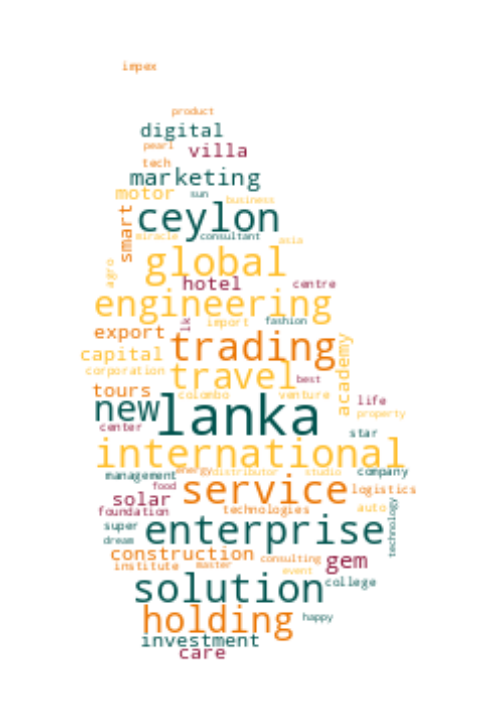 impex
product
digital
pearl villa
tech
marketing
motor sun business
smart ceylon
miracle consultant asia
global
agro hotel centre
engineering
lk import fashion
export trading
capital academy
corporation travel best
tours colombo venture
new lanka life
property
center star
international
management energy distributor studio company
food service logistics
solar
foundation technologies auto
super enterprise technology
dream
construction consulting gem
institute master
event
solution college
holding happy
investment
care